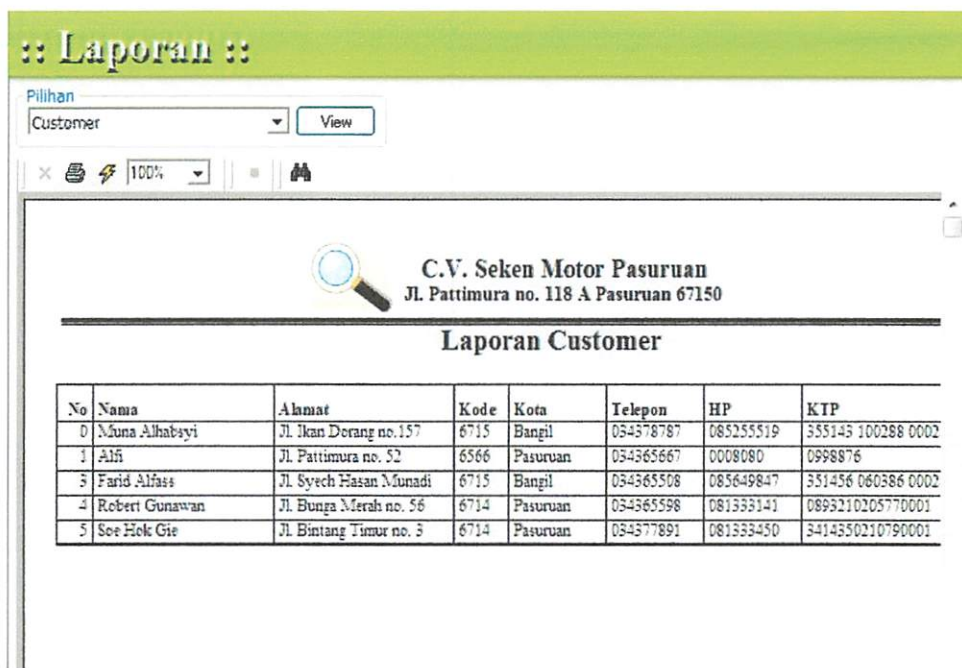 :: Laporan ::
Pilihan
Customer View
100%
C.V. Seken Motor Pasuruan
Jl. Pattimura no. 118 A Pasuruan 67150
Laporan Customer
No Nama Alamat Kode Kota Telepon HP KTP
0 Muna Alhabsyi Jl. Ikan Dorang no.157 6715 Bangil 034378787 085255519 355143 100288 0002
1 Alfi Jl. Pattimura no. 52 6566 Pasuruan 034365667 0008080 0998876
3 Farid Alfass Jl. Syech Hasan Munadi 6715 Bangil 034365508 085649847 351456 060386 0002
4 Robert Gunawan Jl. Bunga Merah no. 56 6714 Pasuruan 034365598 081333141 0893210205770001
5 Soe Hok Gie Jl. Bintang Timur no. 3 6714 Pasuruan 034377891 081333450 3414350210790001